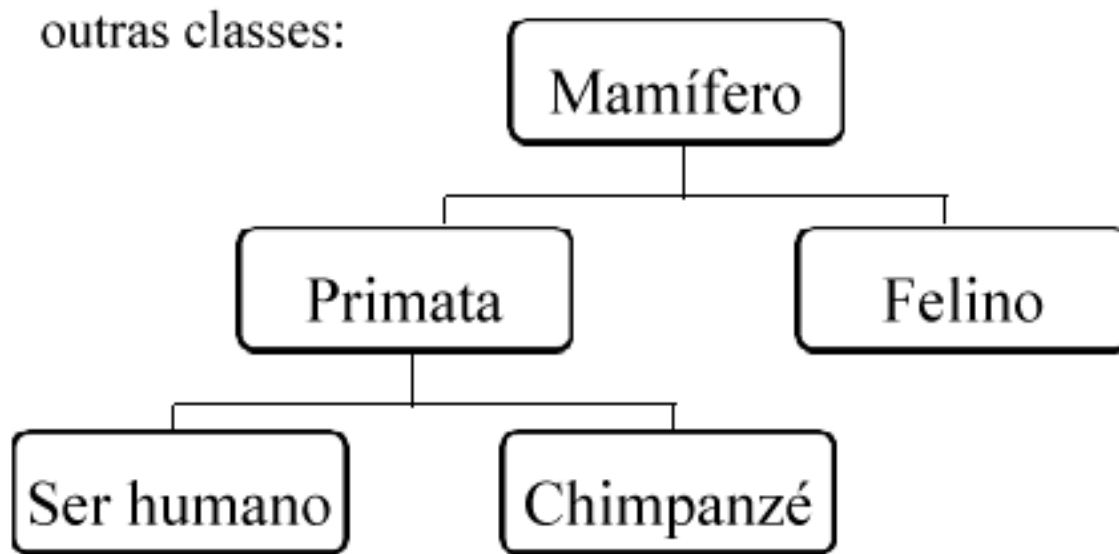 outras classes:
Mamífero
Primata
Felino
Ser humano
Chimpanzé